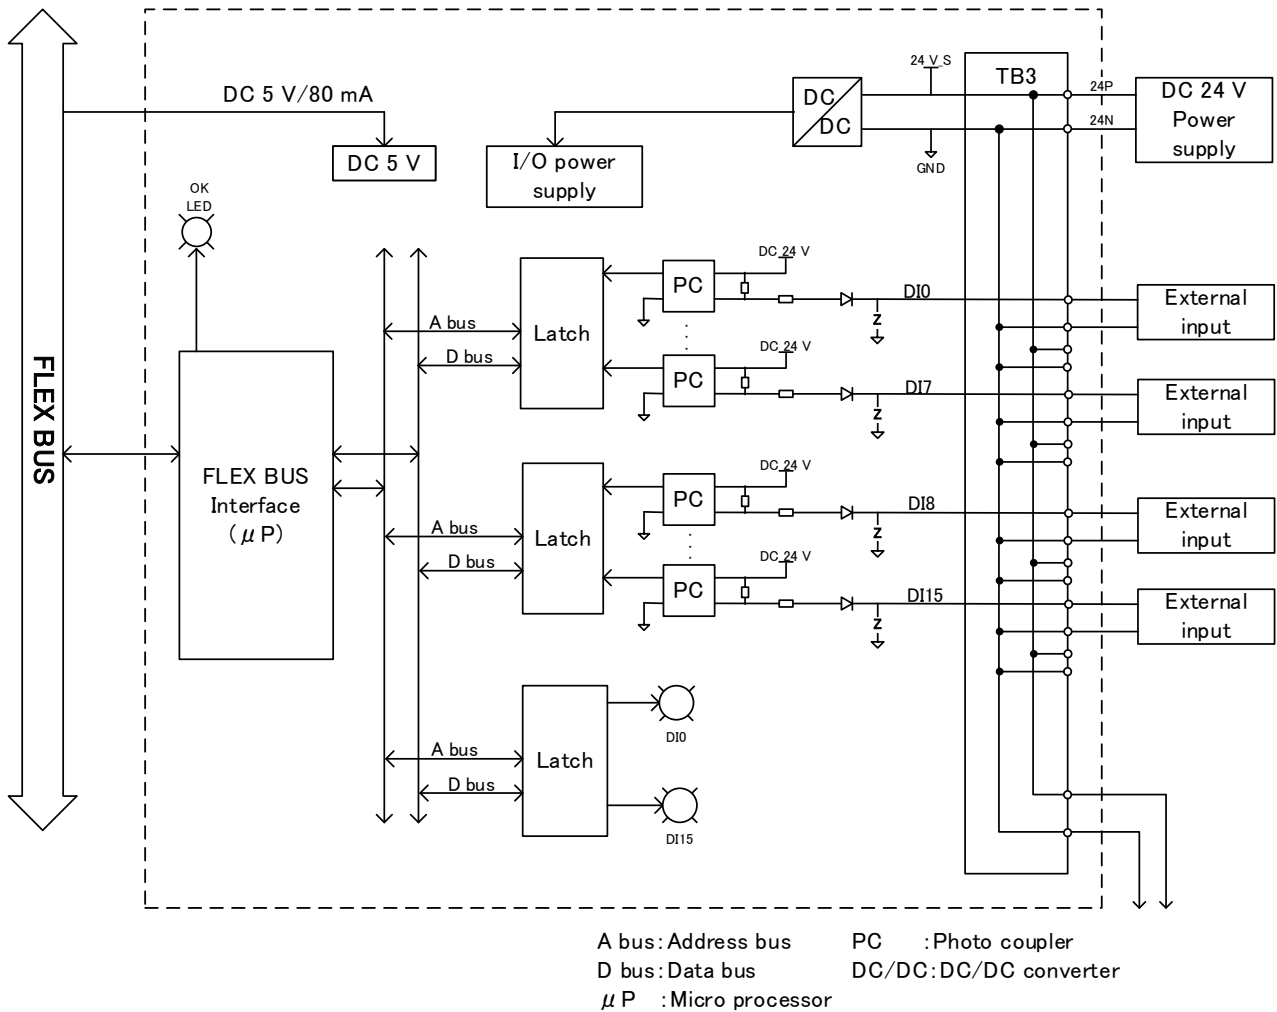 24 V_S
TB3
24P
24N
DC 24 V
Power
supply
DC
DC
GND
DC 5 V/80 mA
DC 5 V
I/O power
supply
OK
LED
FLEX BUS
FLEX BUS
Interface
(μP)
A bus
D bus
Latch
PC
DC 24 V
DI0
External
input
PC
DC 24 V
DI7
External
input
A bus
D bus
Latch
PC
DC 24 V
DI8
External
input
PC
DC 24 V
DI15
External
input
Z
Z
Z
Z
A bus
D bus
Latch
DI0
DI15
A bus:Address bus
PC :Photo coupler
D bus:Data bus
DC/DC:DC/DC converter
μP :Micro processor